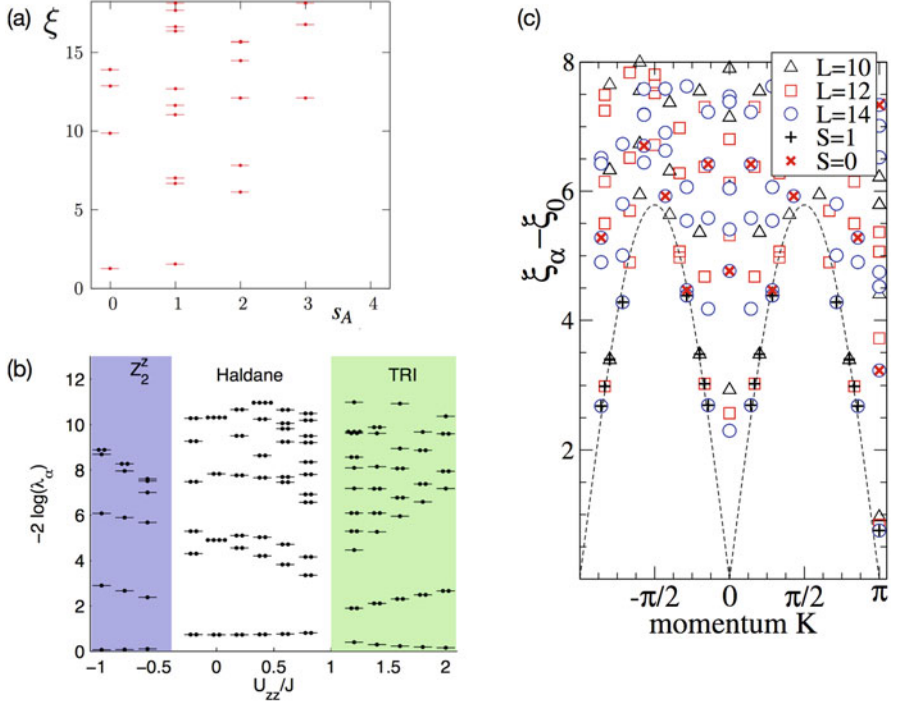 (a)
ξ
15
10
5
0
0 1 2 3 4
s_A
(b)
Z_2^z Haldane TRI
12
10
8
6
4
2
0
-2 log(λ_α)
−1 −0.5 0 0.5 1 1.5 2
U_zz/J
(c)
8
6
4
2
ξ_α−ξ_0
L=10
L=12
L=14
S=1
S=0
-π/2 0 π/2 π
momentum K